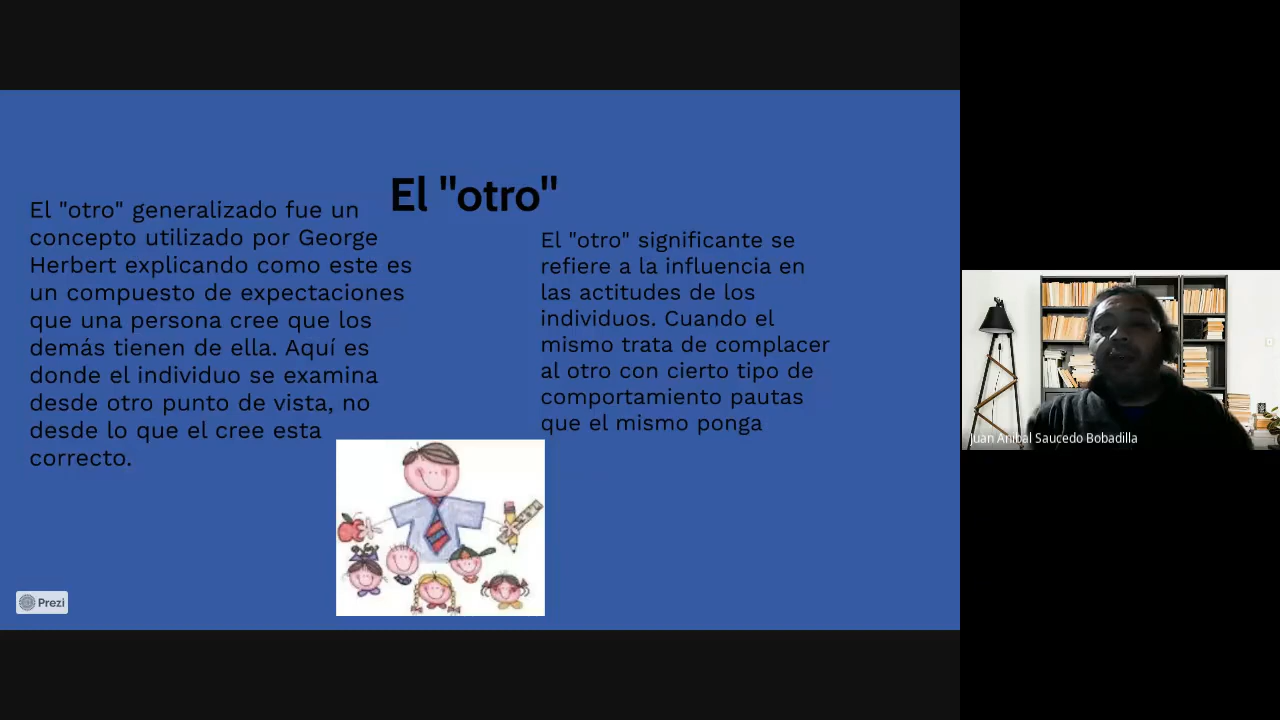 El "otro"
El "otro" generalizado fue un
concepto utilizado por George
Herbert explicando como este es
un compuesto de expectaciones
que una persona cree que los
demás tienen de ella. Aquí es
donde el individuo se examina
desde otro punto de vista, no
desde lo que el cree esta
correcto.
El "otro" significante se
refiere a la influencia en
las actitudes de los
individuos. Cuando el
mismo trata de complacer
al otro con cierto tipo de
comportamiento pautas
que el mismo ponga
Prezi
Juan Anibal Saucedo Bobadilla